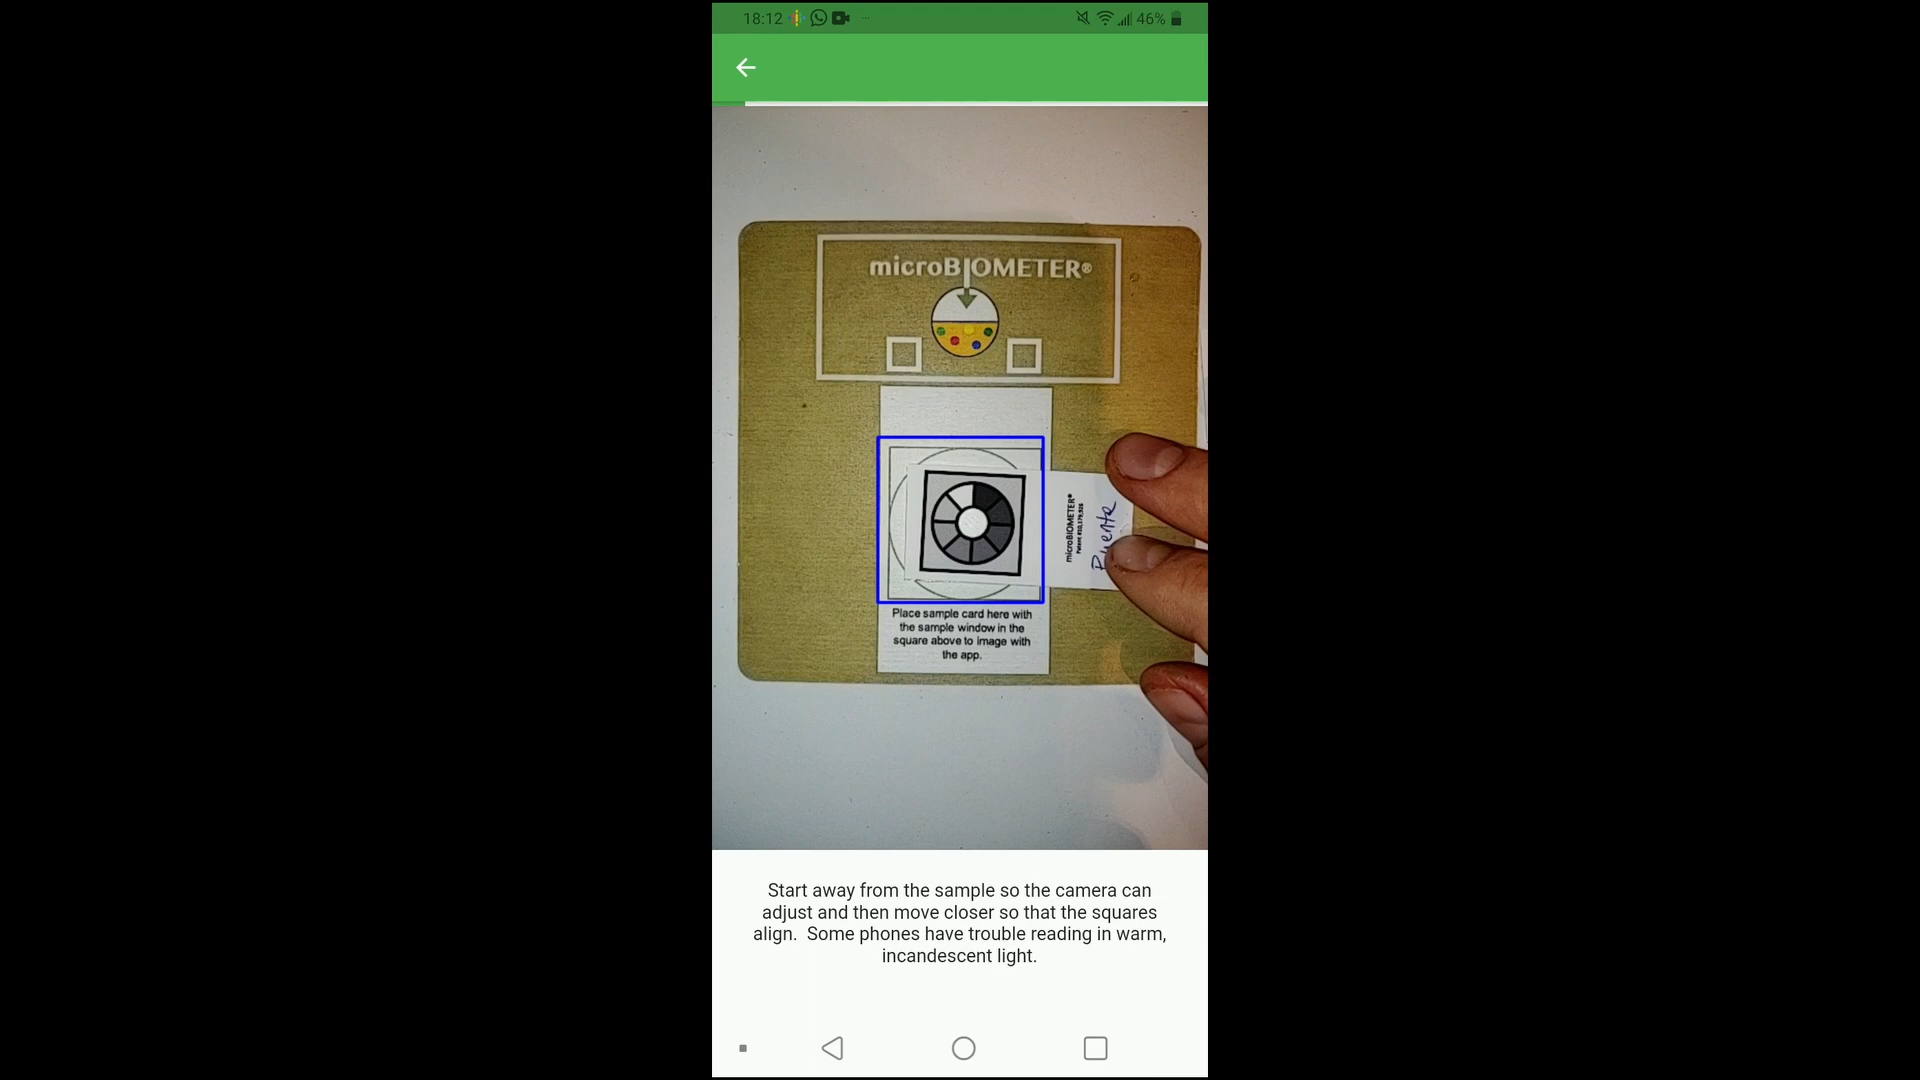 18:12
46%
microBIOMETER®
microBIOMETER®
Puente
Place sample card here with
the sample window in the
square above to image with
the app.
Start away from the sample so the camera can
adjust and then move closer so that the squares
align.  Some phones have trouble reading in warm,
incandescent light.